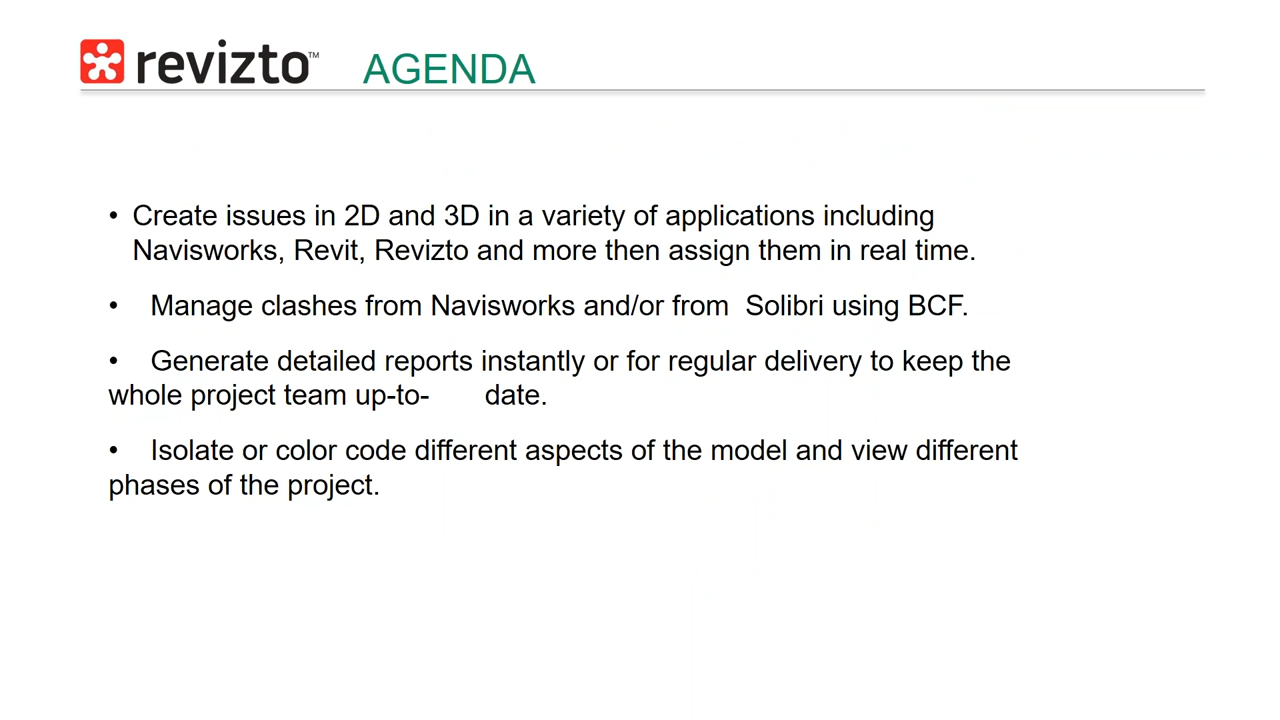 revizto™ AGENDA
• Create issues in 2D and 3D in a variety of applications including
Navisworks, Revit, Revizto and more then assign them in real time.
• Manage clashes from Navisworks and/or from  Solibri using BCF.
• Generate detailed reports instantly or for regular delivery to keep the
whole project team up-to- date.
• Isolate or color code different aspects of the model and view different
phases of the project.